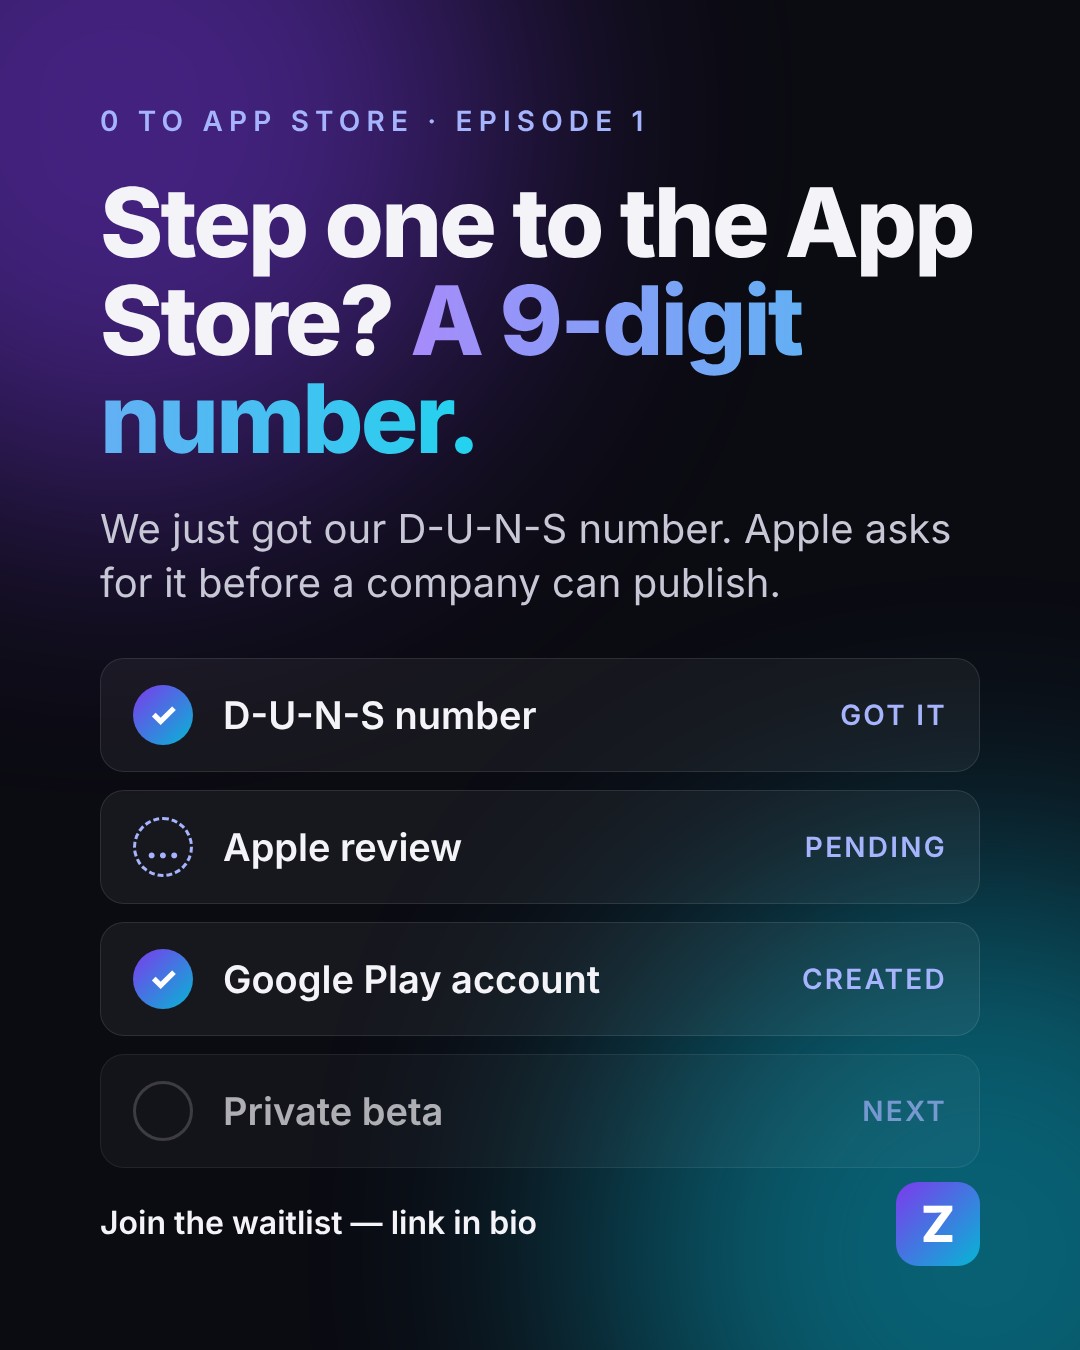 0 TO APP STORE · EPISODE 1
Step one to the App
Store? A 9-digit
number.
We just got our D-U-N-S number. Apple asks
for it before a company can publish.
D-U-N-S number GOT IT
Apple review PENDING
Google Play account CREATED
Private beta NEXT
Join the waitlist — link in bio
Z